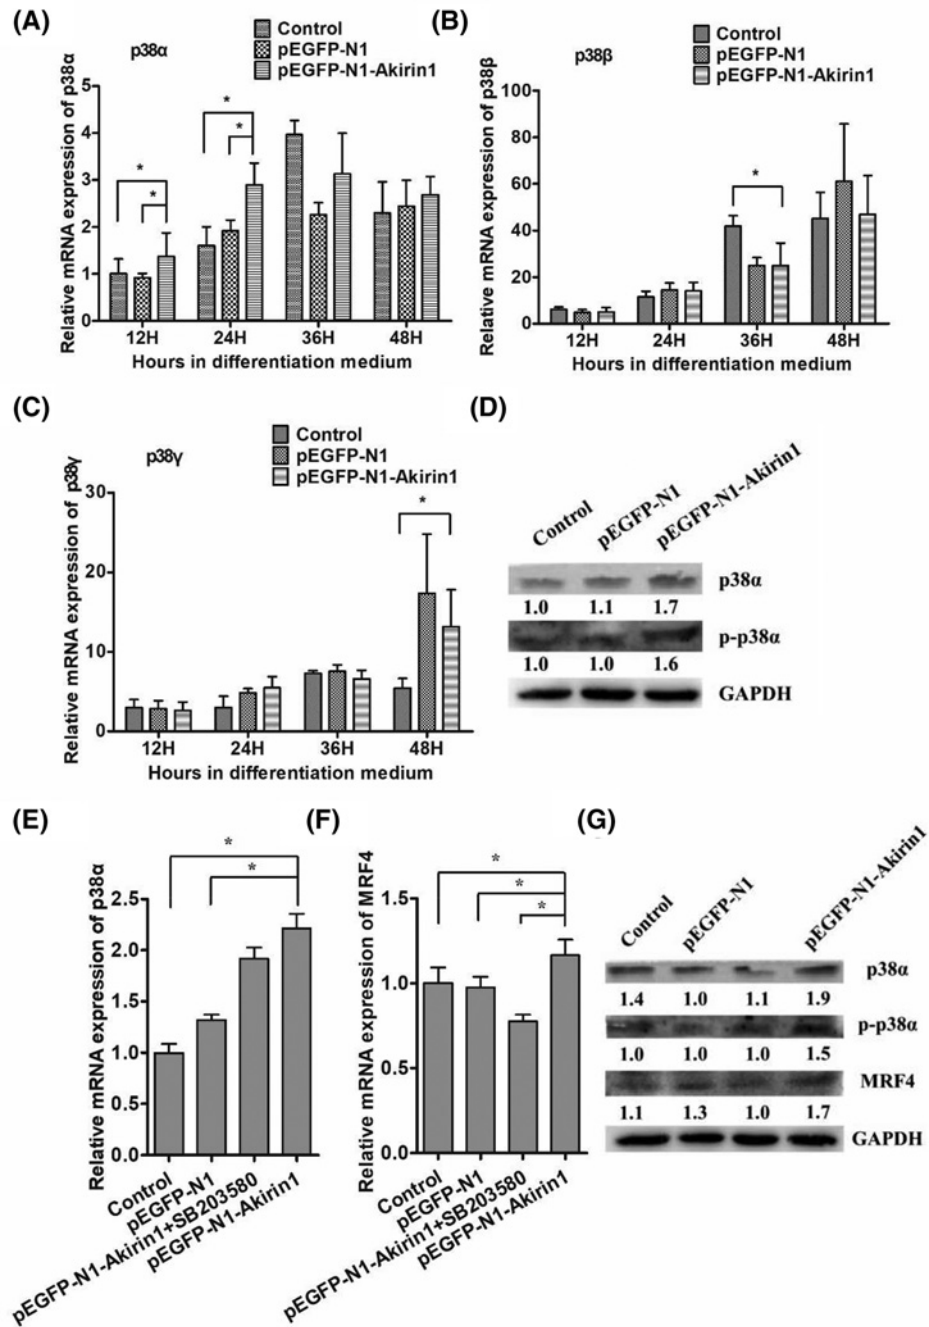 (A)
p38α
Control
pEGFP-N1
pEGFP-N1-Akirin1
Relative mRNA expression of p38α
5
4
3
2
1
0
* * * *
12H 24H 36H 48H
Hours in differentiation medium
(B)
p38β
Control
pEGFP-N1
pEGFP-N1-Akirin1
Relative mRNA expression of p38β
100
80
60
40
20
0
*
12H 24H 36H 48H
Hours in differentiation medium
(C)
p38γ
Control
pEGFP-N1
pEGFP-N1-Akirin1
Relative mRNA expression of p38γ
30
20
10
0
*
12H 24H 36H 48H
Hours in differentiation medium
(D)
Control pEGFP-N1 pEGFP-N1-Akirin1
p38α
1.0 1.1 1.7
p-p38α
1.0 1.0 1.6
GAPDH
(E)
Relative mRNA expression of p38α
2.5
2.0
1.5
1.0
0.5
0.0
* *
Control
pEGFP-N1
pEGFP-N1-Akirin1+SB203580
pEGFP-N1-Akirin1
(F)
Relative mRNA expression of MRF4
1.5
1.0
0.5
0.0
* * *
Control
pEGFP-N1
pEGFP-N1-Akirin1+SB203580
pEGFP-N1-Akirin1
(G)
Control pEGFP-N1 pEGFP-N1-Akirin1
p38α
1.4 1.0 1.1 1.9
p-p38α
1.0 1.0 1.0 1.5
MRF4
1.1 1.3 1.0 1.7
GAPDH